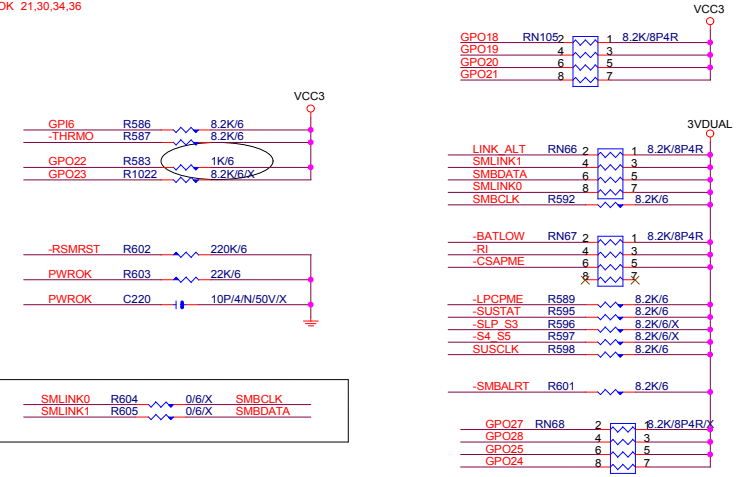 OK 21,30,34,36
VCC3
GPI6 R586 8.2K/6
-THRMO R587 8.2K/6
GPO22 R583 1K/6
GPO23 R1022 8.2K/6/X
-RSMRST R602 220K/6
PWROK R603 22K/6
PWROK C220 10P/4/N/50V/X
SMLINK0 R604 0/6/X SMBCLK
SMLINK1 R605 0/6/X SMBDATA
VCC3
GPO18 RN105 2 1 8.2K/8P4R
GPO19 4 3
GPO20 6 5
GPO21 8 7
3VDUAL
LINK_ALT RN66 2 1 8.2K/8P4R
SMLINK1 4 3
SMBDATA 6 5
SMLINK0 8 7
SMBCLK R592 8.2K/6
-BATLOW RN67 2 1 8.2K/8P4R
-RI 4 3
-CSAPME 6 5
8 7
-LPCPME R589 8.2K/6
-SUSTAT R595 8.2K/6
-SLP_S3 R596 8.2K/6/X
-S4_S5 R597 8.2K/6/X
SUSCLK R598 8.2K/6
-SMBALRT R601 8.2K/6
GPO27 RN68 2 1 8.2K/8P4R/X
GPO28 4 3
GPO25 6 5
GPO24 8 7